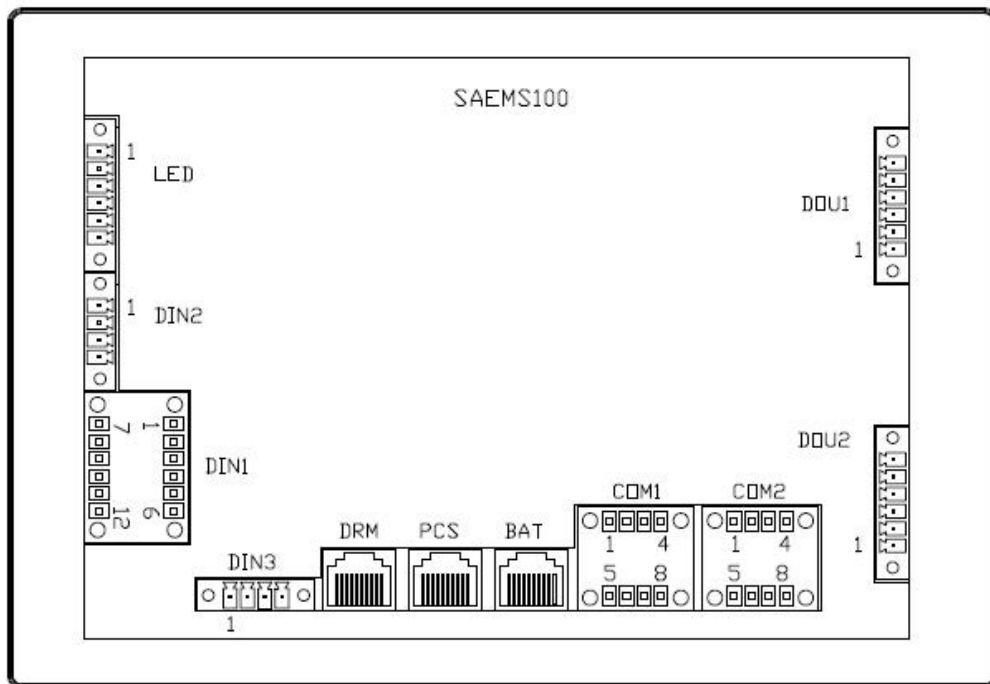 SAEMS100
1
LED
DOU1
1
1
DIN2
7 1
DIN1
12 6
DOU2
1
COM1 COM2
1 4 1 4
5 8 5 8
DRM PCS BAT
DIN3
1